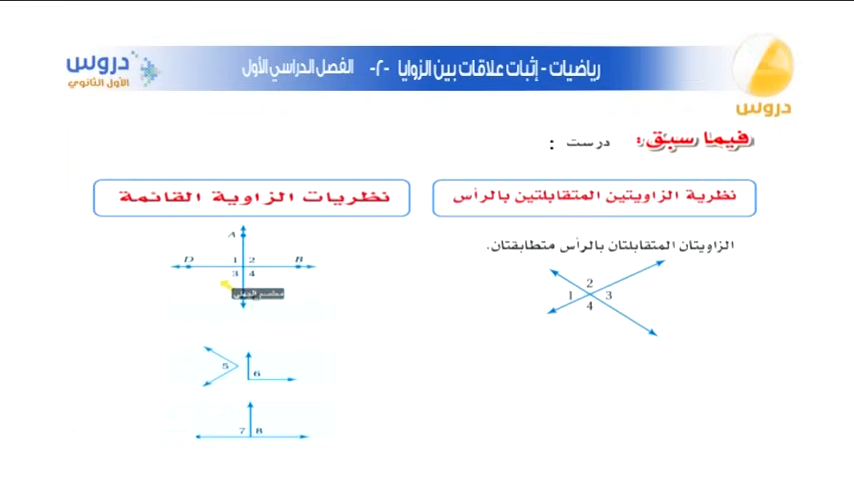 رياضيات - إثبات علاقات بين الزوايا -٢- الفصل الدراسي الأول
دروس
الأول الثانوي
دروس
فيما سبق: درست :
نظرية الزاويتين المتقابلتين بالرأس
نظريات الزاوية القائمة
الزاويتان المتقابلتان بالرأس متطابقتان.
A
D 1 2 B
3 4
2
1 3
4
5 6
7 8